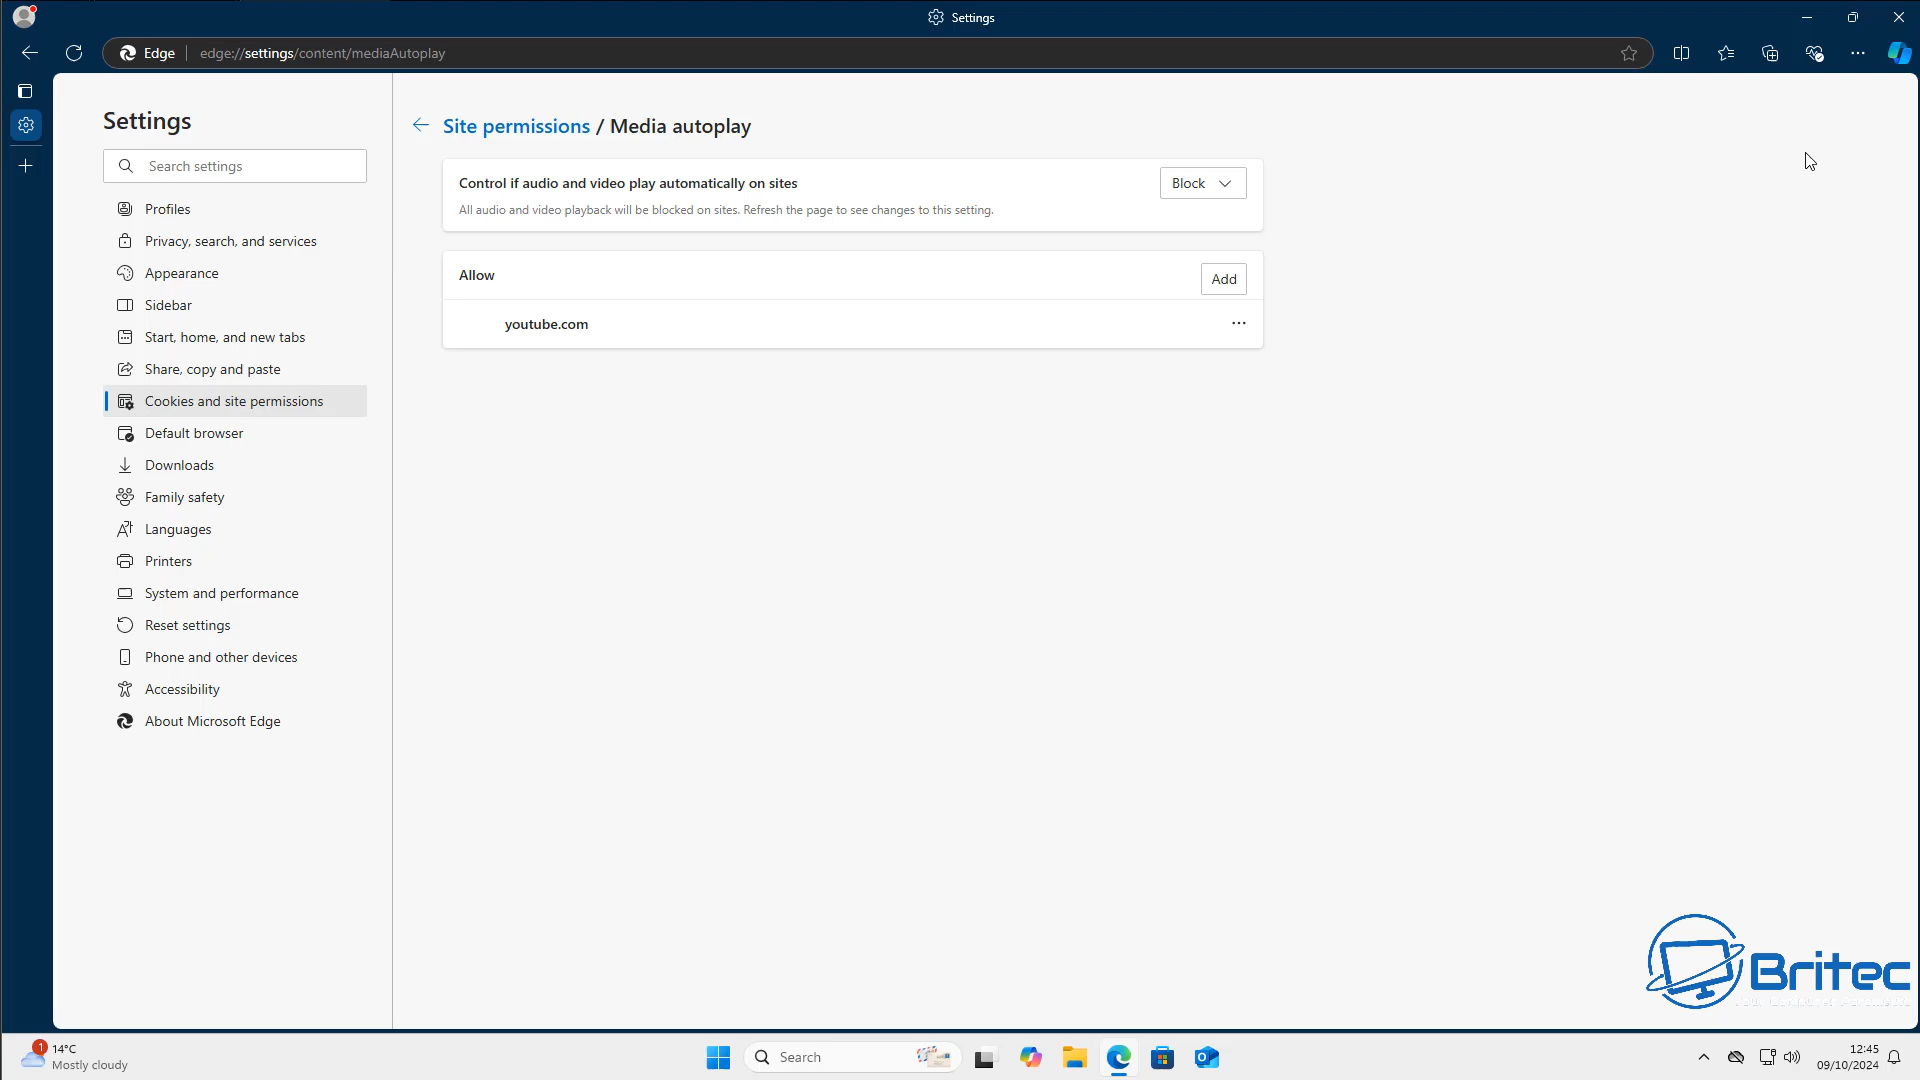 Settings
Edge
edge://settings/content/mediaAutoplay
Settings
Search settings
Profiles
Privacy, search, and services
Appearance
Sidebar
Start, home, and new tabs
Share, copy and paste
Cookies and site permissions
Default browser
Downloads
Family safety
Languages
Printers
System and performance
Reset settings
Phone and other devices
Accessibility
About Microsoft Edge
Site permissions / Media autoplay
Control if audio and video play automatically on sites
Block
All audio and video playback will be blocked on sites. Refresh the page to see changes to this setting.
Allow
Add
youtube.com
Britec
1
14°C
Mostly cloudy
Search
12:45
09/10/2024